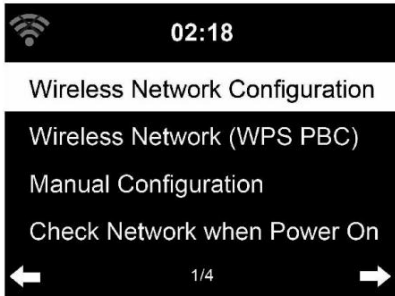 02:18
Wireless Network Configuration
Wireless Network (WPS PBC)
Manual Configuration
Check Network when Power On
1/4